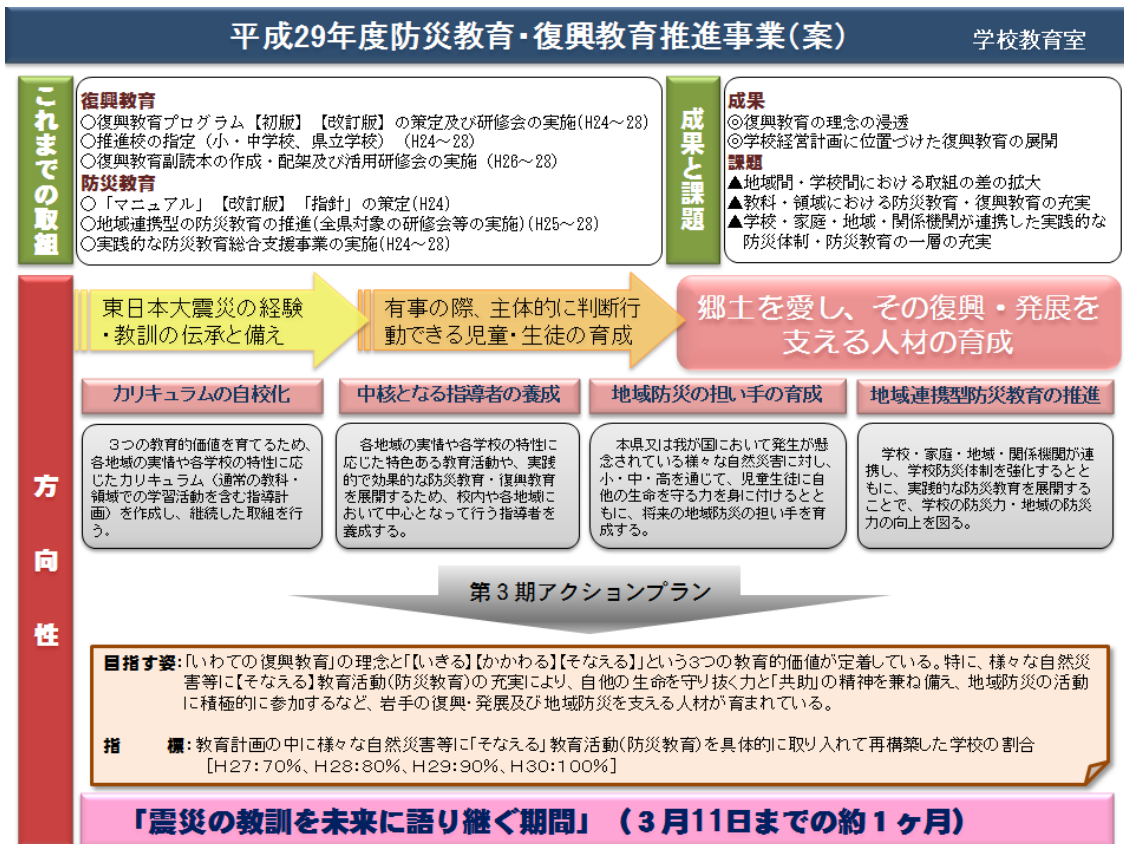 平成29年度防災教育・復興教育推進事業(案)
学校教育室
これまでの取組
復興教育
○復興教育プログラム【初版】【改訂版】の策定及び研修会の実施(H24～28)
○推進校の指定(小・中学校、県立学校)(H24～28)
○復興教育副読本の作成・配架及び活用研修会の実施(H26～28)
防災教育
○「マニュアル」【改訂版】「指針」の策定(H24)
○地域連携型の防災教育の推進(全県対象の研修会等の実施)(H25～28)
○実践的な防災教育総合支援事業の実施(H24～28)
成果と課題
成果
◎復興教育の理念の浸透
◎学校経営計画に位置づけた復興教育の展開
課題
▲地域間・学校間における取組の差の拡大
▲教科・領域における防災教育・復興教育の充実
▲学校・家庭・地域・関係機関が連携した実践的な
防災体制・防災教育の一層の充実
方向性
東日本大震災の経験
・教訓の伝承と備え
有事の際、主体的に判断行
動できる児童・生徒の育成
郷土を愛し、その復興・発展を
支える人材の育成
カリキュラムの自校化
3つの教育的価値を育てるため、
各地域の実情や各学校の特性に応
じたカリキュラム(通常の教科・
領域での学習活動を含む指導計
画)を作成し、継続した取組を行
う。
中核となる指導者の養成
各地域の実情や各学校の特性に
応じた特色ある教育活動や、実践
的で効果的な防災教育・復興教育
を展開するため、校内や各地域に
おいて中心となって行う指導者を
養成する。
地域防災の担い手の育成
本県又は我が国において発生が懸
念されている様々な自然災害に対し、
小・中・高を通じて、児童生徒に自
他の生命を守る力を身に付けるとと
もに、将来の地域防災の担い手を育
成する。
地域連携型防災教育の推進
学校・家庭・地域・関係機関が連
携し、学校防災体制を強化するとと
もに、実践的な防災教育を展開する
ことで、学校の防災力・地域の防災
力の向上を図る。
第3期アクションプラン
目指す姿:「いわての復興教育」の理念と「【いきる】【かかわる】【そなえる】」という3つの教育的価値が定着している。特に、様々な自然災
害等に【そなえる】教育活動(防災教育)の充実により、自他の生命を守り抜く力と「共助」の精神を兼ね備え、地域防災の活動
に積極的に参加するなど、岩手の復興・発展及び地域防災を支える人材が育まれている。
指 標:教育計画の中に様々な自然災害等に「そなえる」教育活動(防災教育)を具体的に取り入れて再構築した学校の割合
[H27:70%、H28:80%、H29:90%、H30:100%]
「震災の教訓を未来に語り継ぐ期間」(3月11日までの約1ヶ月)